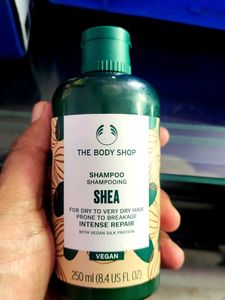 THE BODY SHOP
SHAMPOO
SHAMPOOING
SHEA
FOR DRY TO VERY DRY HAIR
PRONE TO BREAKAGE
INTENSE REPAIR
WITH VEGAN SILK PROTEIN
VEGAN
250 ml (8.4 US FL OZ)